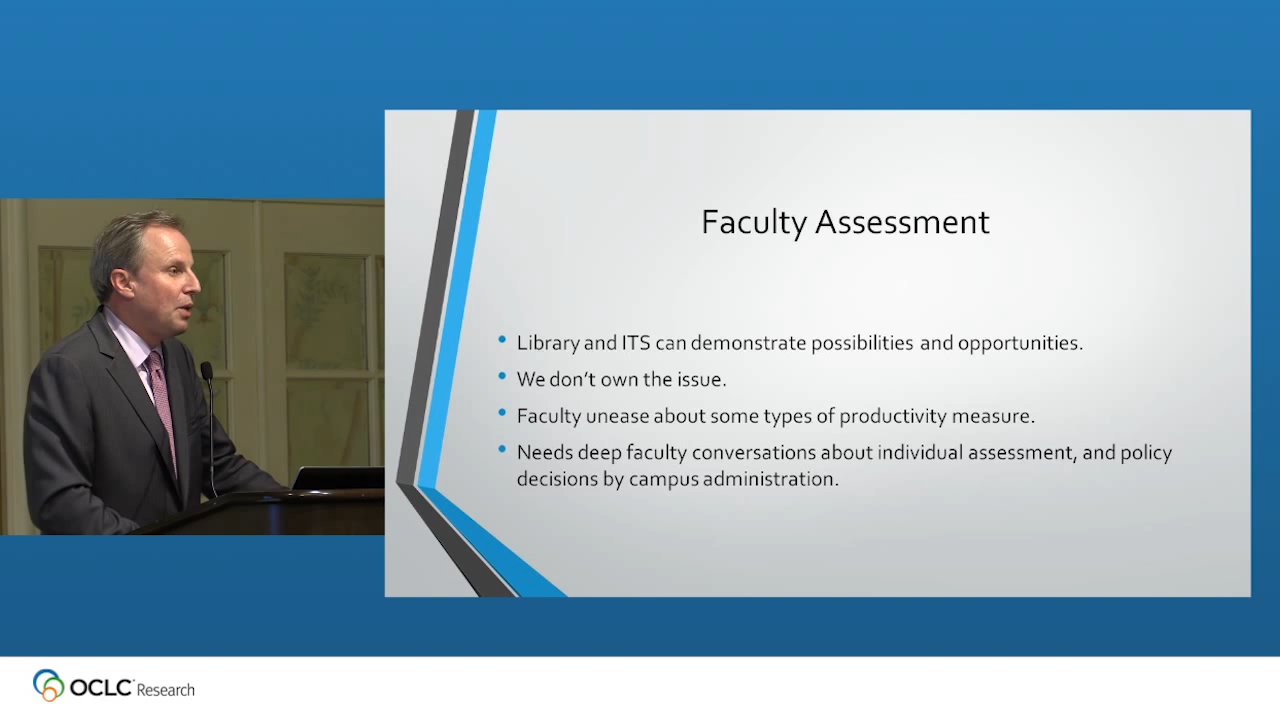 Faculty Assessment
• Library and ITS can demonstrate possibilities and opportunities.
• We don’t own the issue.
• Faculty unease about some types of productivity measure.
• Needs deep faculty conversations about individual assessment, and policy
decisions by campus administration.
OCLC Research